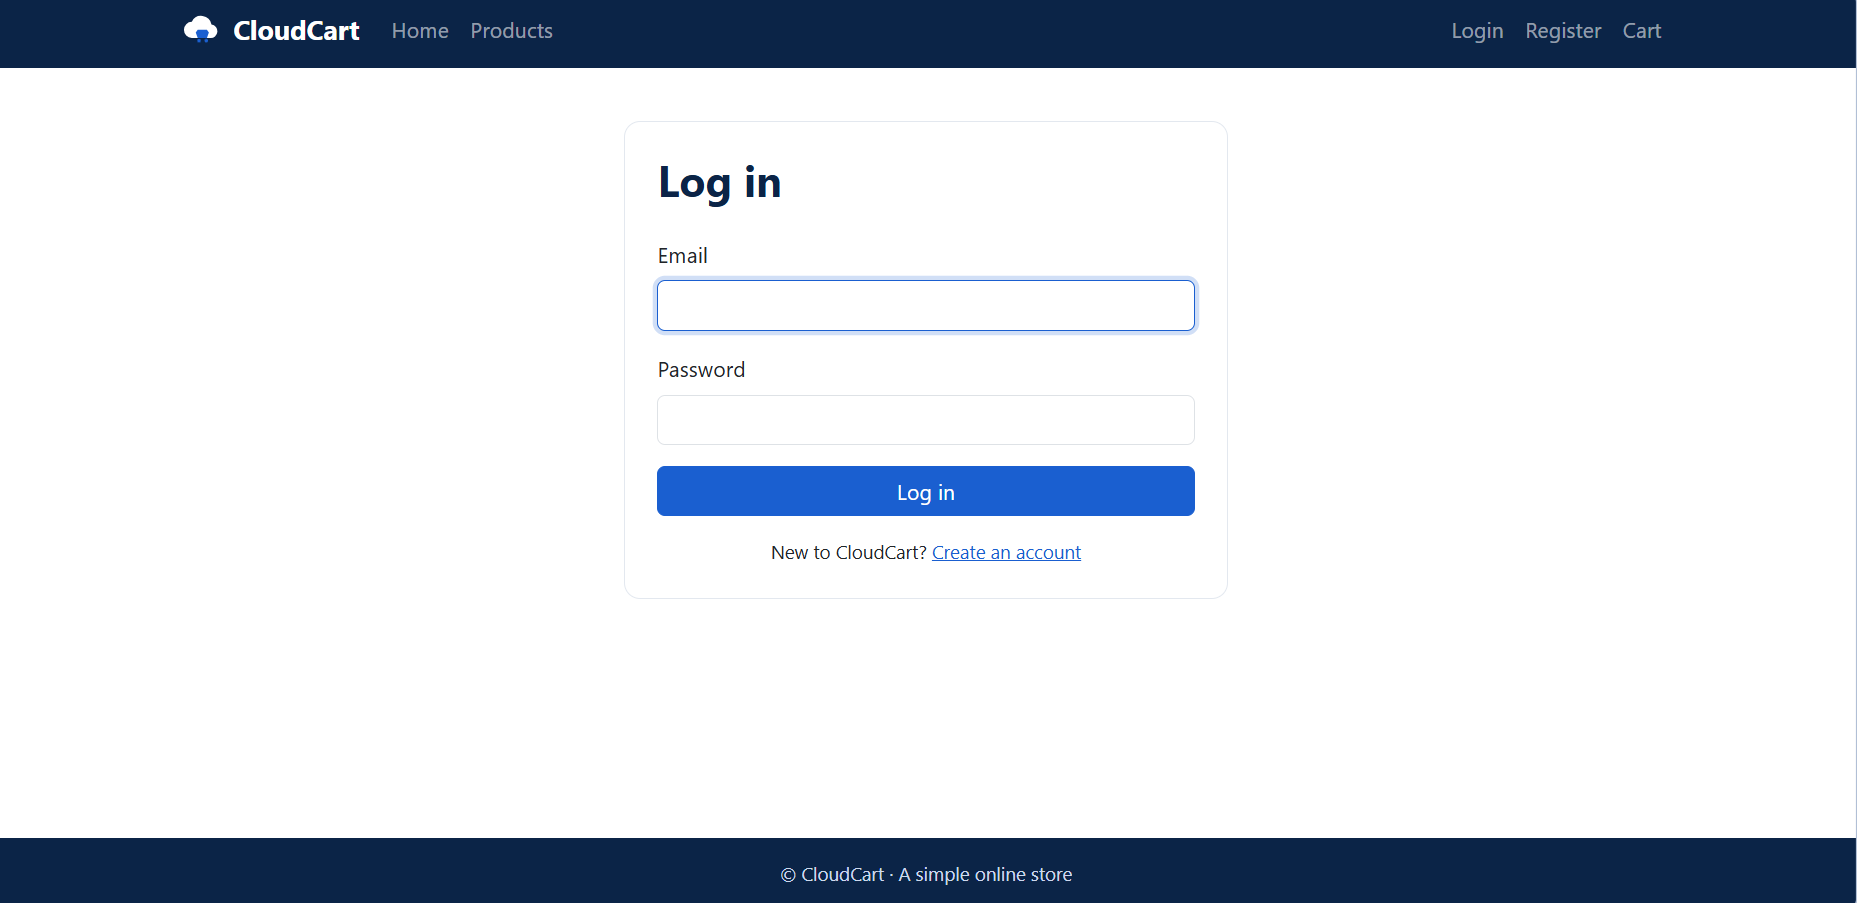 CloudCart Home Products Login Register Cart
Log in
Email
Password
Log in
New to CloudCart? Create an account
© CloudCart · A simple online store